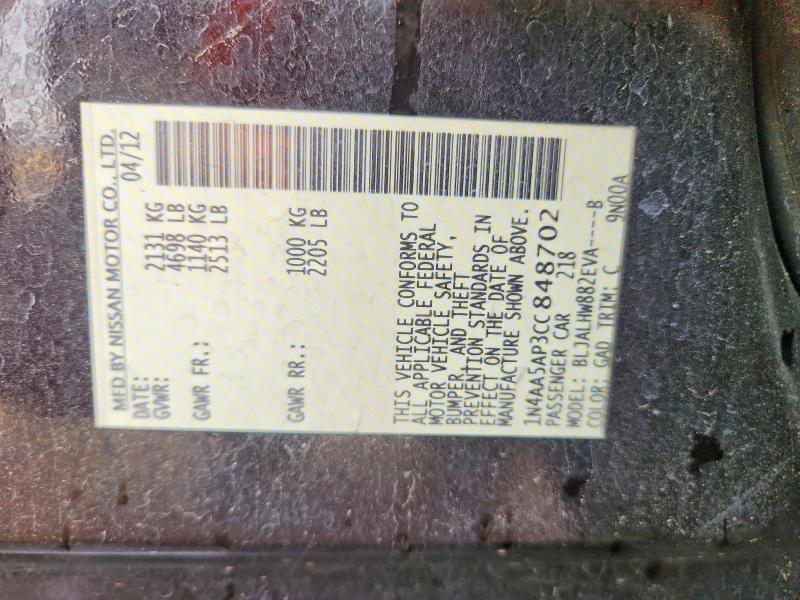 MFD BY NISSAN MOTOR CO., LTD.
DATE: 04/12
GVWR: 2131 KG
4698 LB
GAWR FR.: 1140 KG
2513 LB
GAWR RR.: 1000 KG
2205 LB
THIS VEHICLE CONFORMS TO
ALL APPLICABLE FEDERAL
MOTOR VEHICLE SAFETY,
BUMPER, AND THEFT
PREVENTION STANDARDS IN
EFFECT ON THE DATE OF
MANUFACTURE SHOWN ABOVE.
1N4AA5AP3CC848702
PASSENGER CAR 218
MODEL: BLJALHW882EVA----B
COLOR: GAD TRIM: C 9N00A